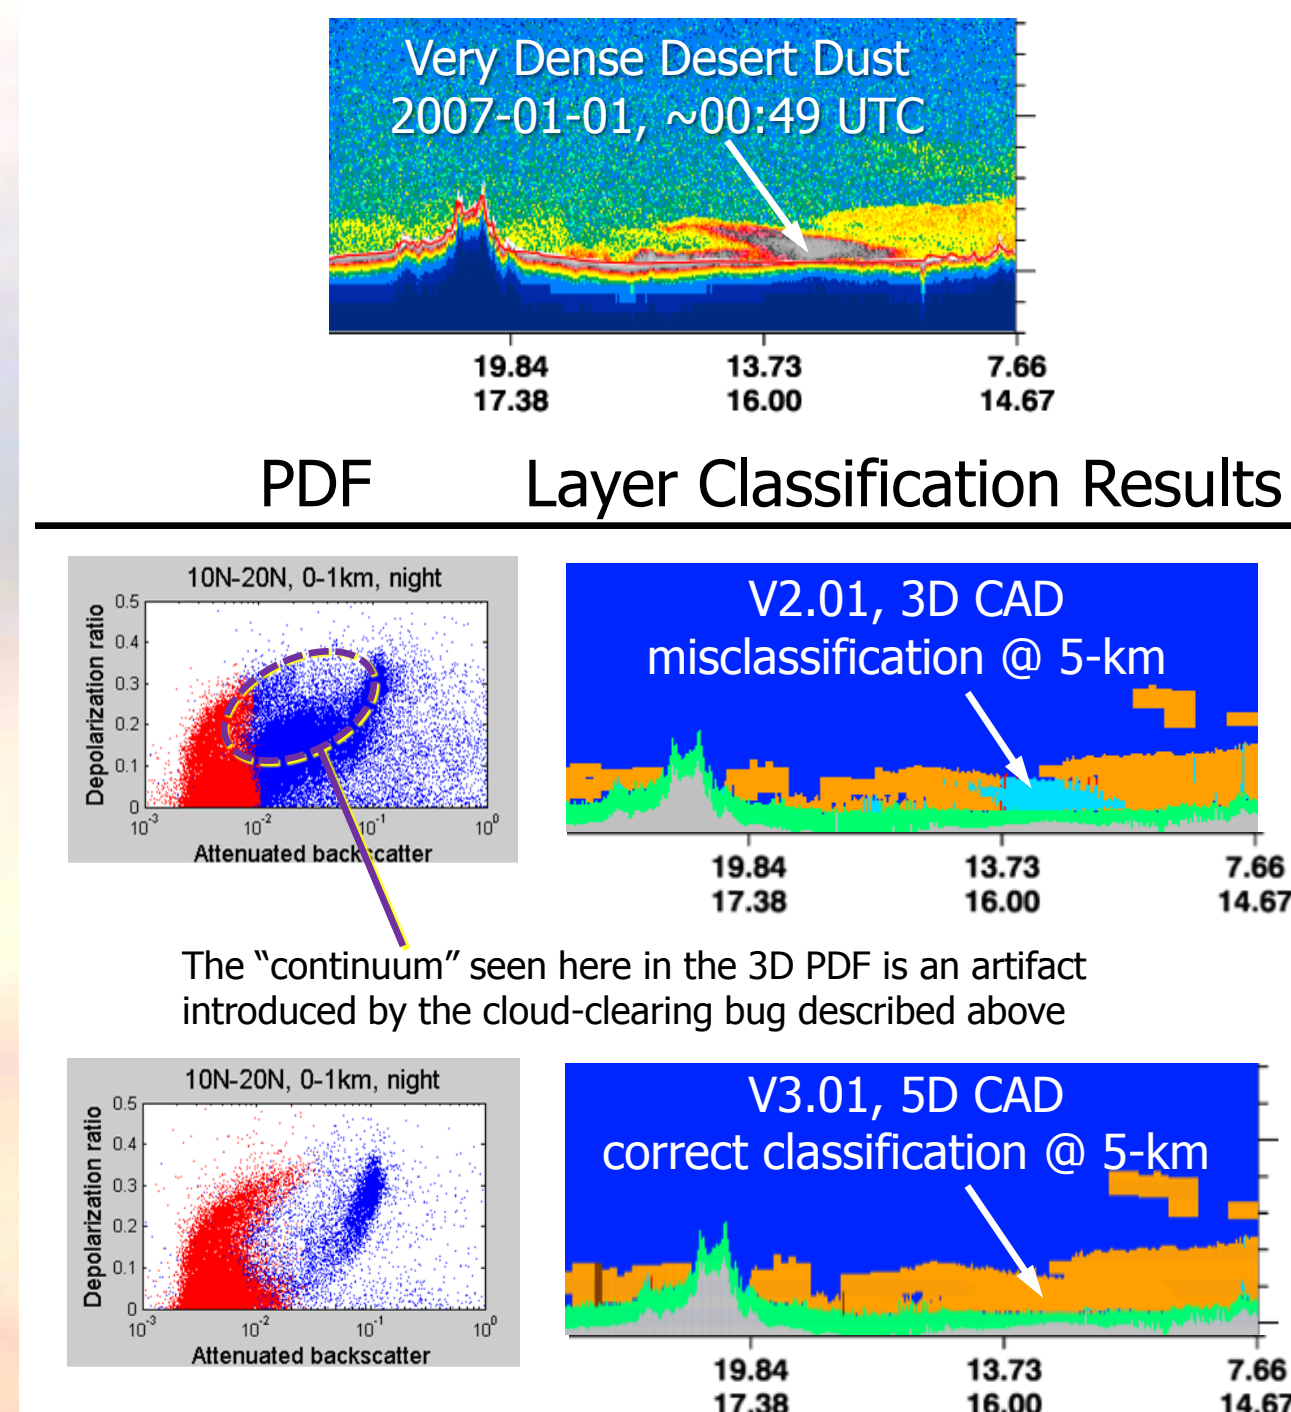 Very Dense Desert Dust
2007-01-01, ~00:49 UTC
19.84 13.73 7.66
17.38 16.00 14.67
PDF Layer Classification Results
10N-20N, 0-1km, night
0.5
0.4
0.3
0.2
0.1
0
Depolarization ratio
10^-3 10^-2 10^-1 10^0
Attenuated backscatter
V2.01, 3D CAD
misclassification @ 5-km
19.84 13.73 7.66
17.38 16.00 14.67
The “continuum” seen here in the 3D PDF is an artifact
introduced by the cloud-clearing bug described above
10N-20N, 0-1km, night
0.5
0.4
0.3
0.2
0.1
0
Depolarization ratio
10^-3 10^-2 10^-1 10^0
Attenuated backscatter
V3.01, 5D CAD
correct classification @ 5-km
19.84 13.73 7.66
17.38 16.00 14.67